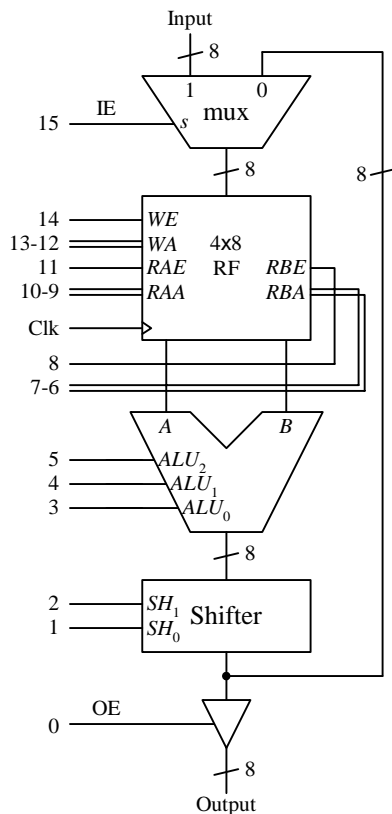 Input
8
1 0
mux
IE
15
s
8
8
14 WE
13-12 WA 4x8
11 RAE RF RBE
10-9 RAA RBA
Clk
8
7-6
A B
5 ALU2
4 ALU1
3 ALU0
8
2 SH1 Shifter
1 SH0
OE
0
8
Output